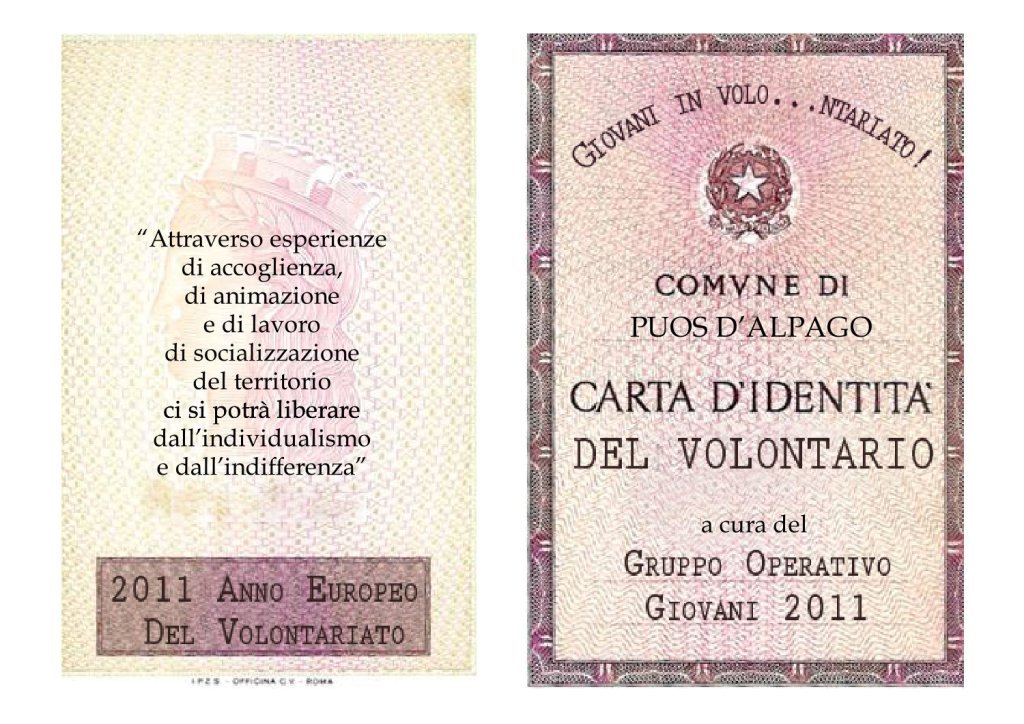 “Attraverso esperienze
di accoglienza,
di animazione
e di lavoro
di socializzazione
del territorio
ci si potrà liberare
dall’individualismo
e dall’indifferenza”
2011 Anno Europeo
Del Volontariato
I.P.Z.S. - OFFICINA C.V. - ROMA
Giovani in volo...ntariato!
COMVNE DI
PUOS D’ALPAGO
CARTA D'IDENTITA'
DEL VOLONTARIO
a cura del
Gruppo Operativo
Giovani 2011